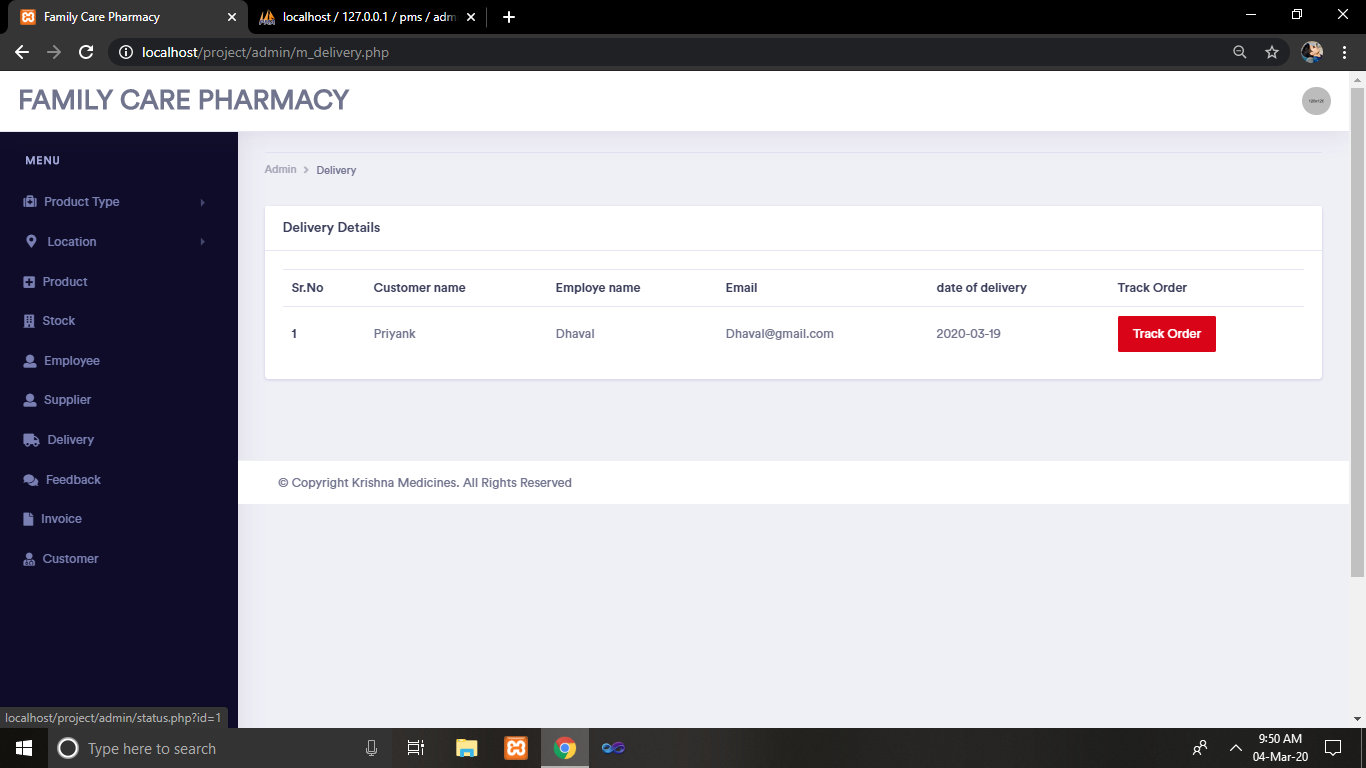 Family Care Pharmacy
localhost / 127.0.0.1 / pms / adm
localhost/project/admin/m_delivery.php
FAMILY CARE PHARMACY
MENU
Product Type
Location
Product
Stock
Employee
Supplier
Delivery
Feedback
Invoice
Customer
Admin > Delivery
Delivery Details
Sr.No Customer name Employe name Email date of delivery Track Order
1 Priyank Dhaval Dhaval@gmail.com 2020-03-19 Track Order
© Copyright Krishna Medicines. All Rights Reserved
localhost/project/admin/status.php?id=1
Type here to search
9:50 AM
04-Mar-20